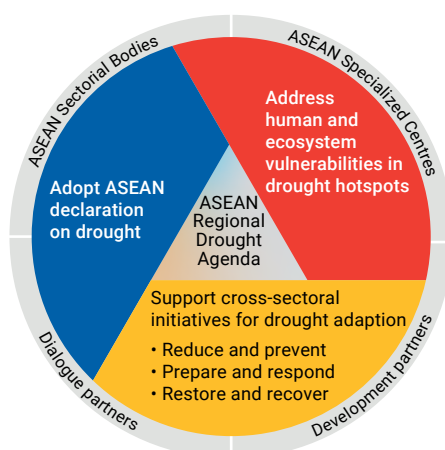 ASEAN Sectorial Bodies
ASEAN Specialized Centres
Address
human and
ecosystem
vulnerabilities in
drought hotspots
Adopt ASEAN
declaration
on drought
ASEAN
Regional
Drought
Agenda
Support cross-sectoral
initiatives for drought adaption
• Reduce and prevent
• Prepare and respond
• Restore and recover
Dialogue partners
Development partners